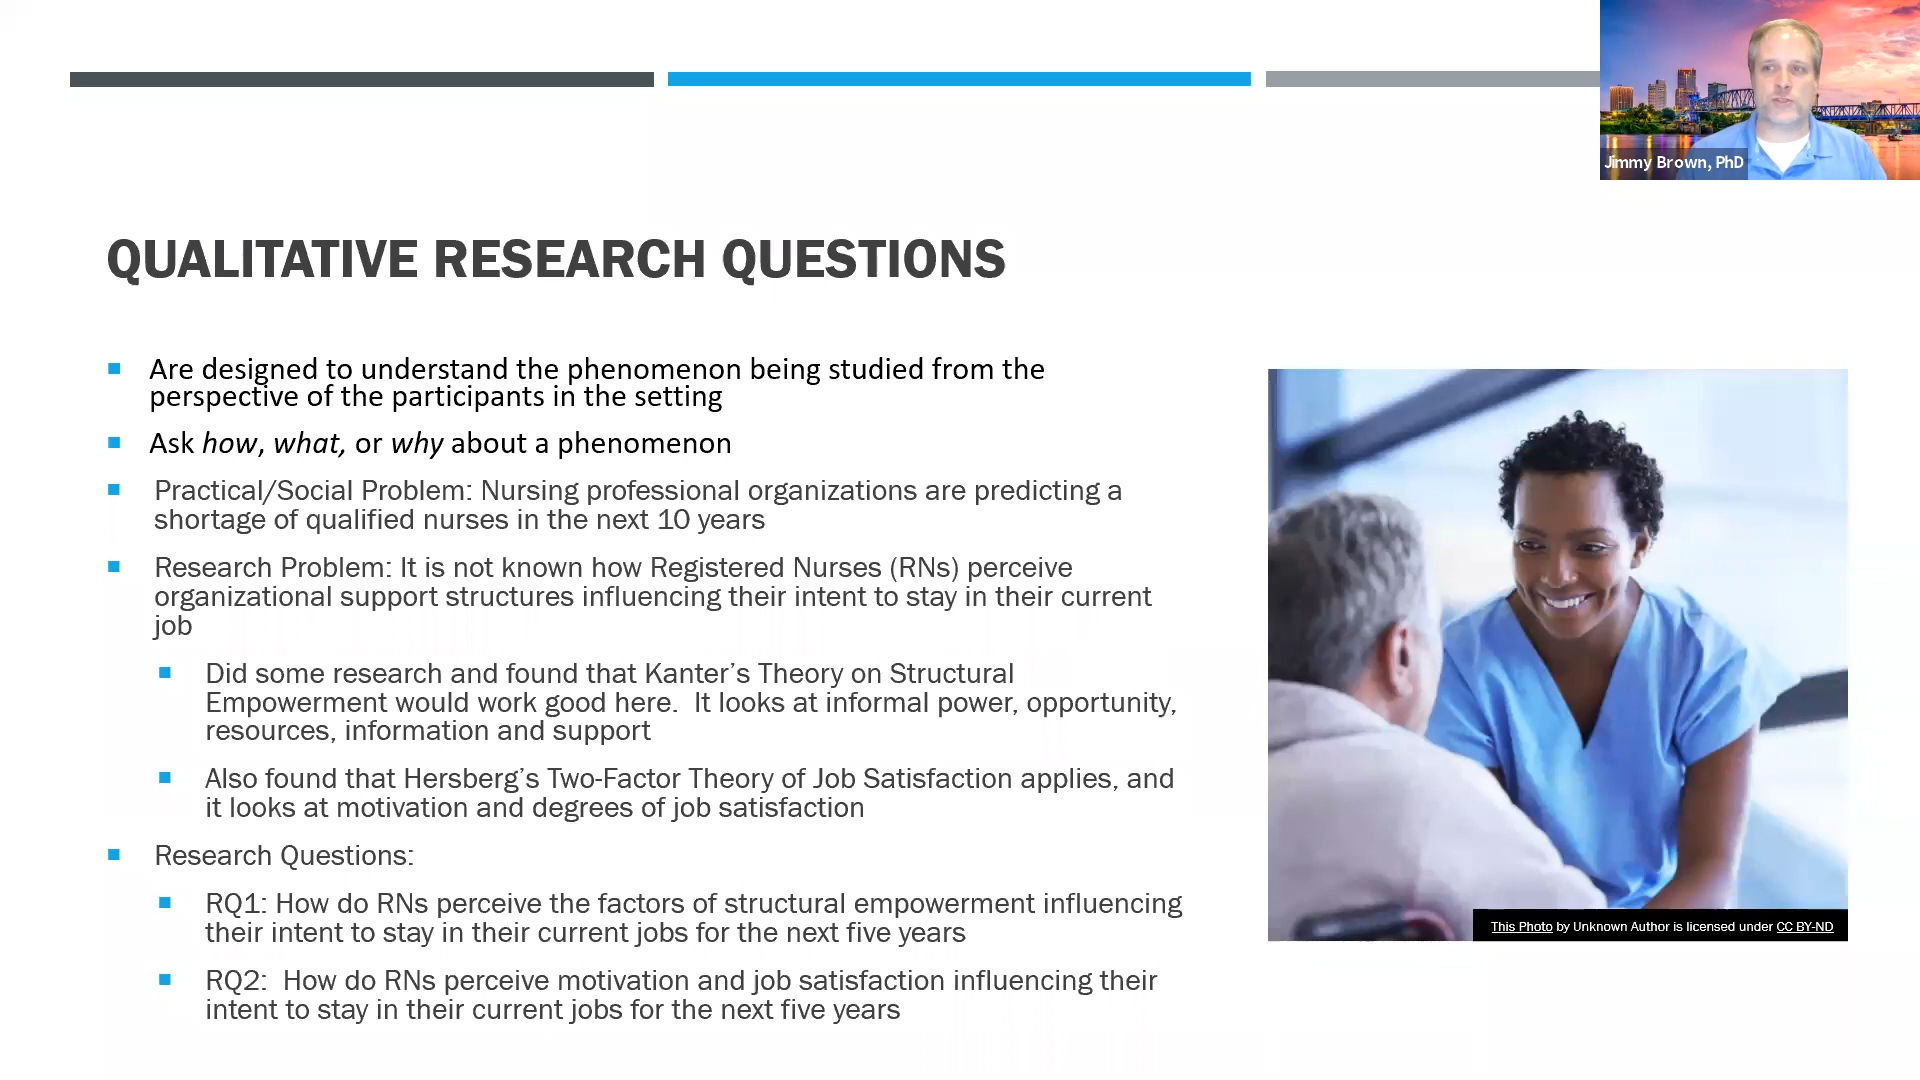 Jimmy Brown, PhD
QUALITATIVE RESEARCH QUESTIONS
Are designed to understand the phenomenon being studied from the
perspective of the participants in the setting
Ask how, what, or why about a phenomenon
Practical/Social Problem: Nursing professional organizations are predicting a
shortage of qualified nurses in the next 10 years
Research Problem: It is not known how Registered Nurses (RNs) perceive
organizational support structures influencing their intent to stay in their current
job
Did some research and found that Kanter's Theory on Structural
Empowerment would work good here.  It looks at informal power, opportunity,
resources, information and support
Also found that Hersberg's Two-Factor Theory of Job Satisfaction applies, and
it looks at motivation and degrees of job satisfaction
Research Questions:
RQ1: How do RNs perceive the factors of structural empowerment influencing
their intent to stay in their current jobs for the next five years
RQ2:  How do RNs perceive motivation and job satisfaction influencing their
intent to stay in their current jobs for the next five years
This Photo by Unknown Author is licensed under CC BY-ND